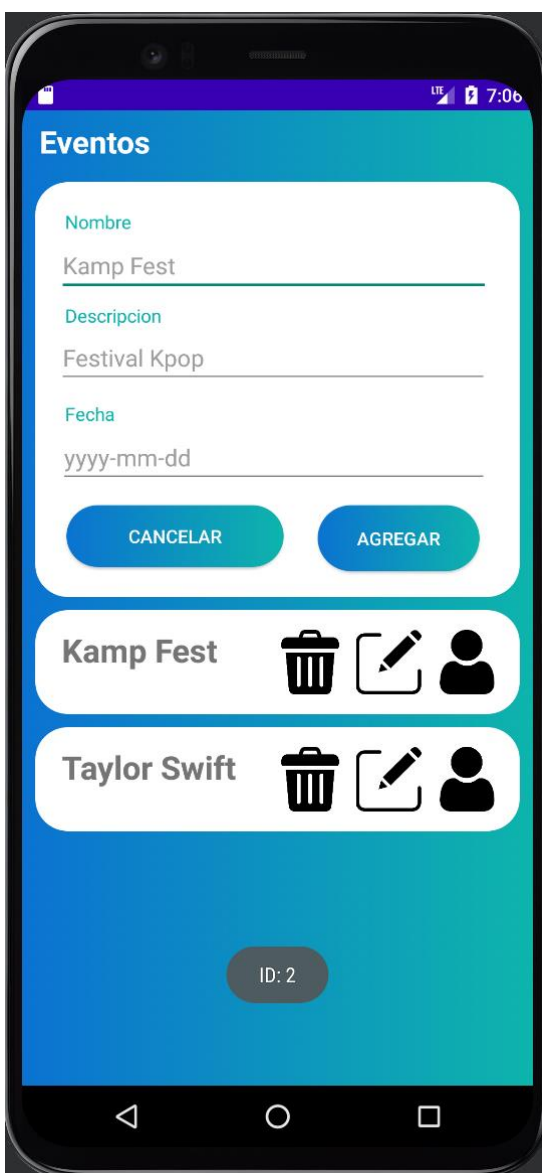 LTE 7:06
Eventos
Nombre
Kamp Fest
Descripcion
Festival Kpop
Fecha
yyyy-mm-dd
CANCELAR AGREGAR
Kamp Fest
Taylor Swift
ID: 2